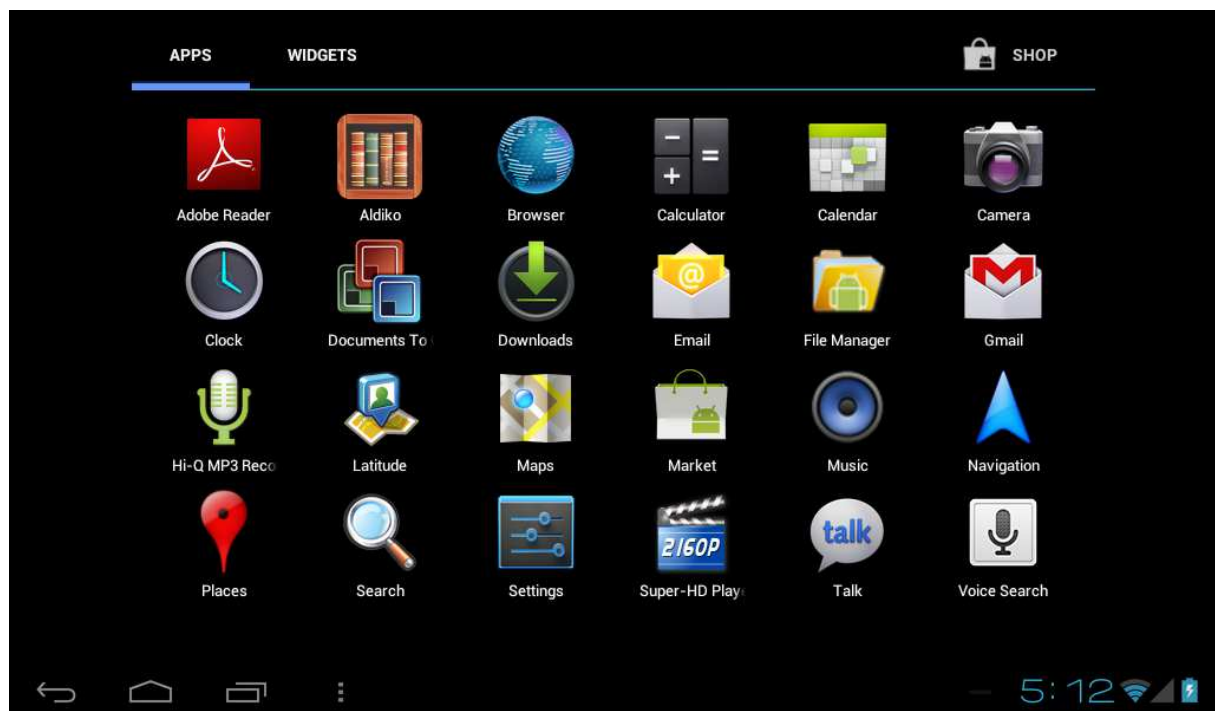 APPS WIDGETS SHOP
Adobe Reader Aldiko Browser Calculator Calendar Camera
@
Clock Documents To Downloads Email File Manager Gmail
Hi-Q MP3 Reco Latitude Maps Market Music Navigation
2160P talk
Places Search Settings Super-HD Play Talk Voice Search
5:12